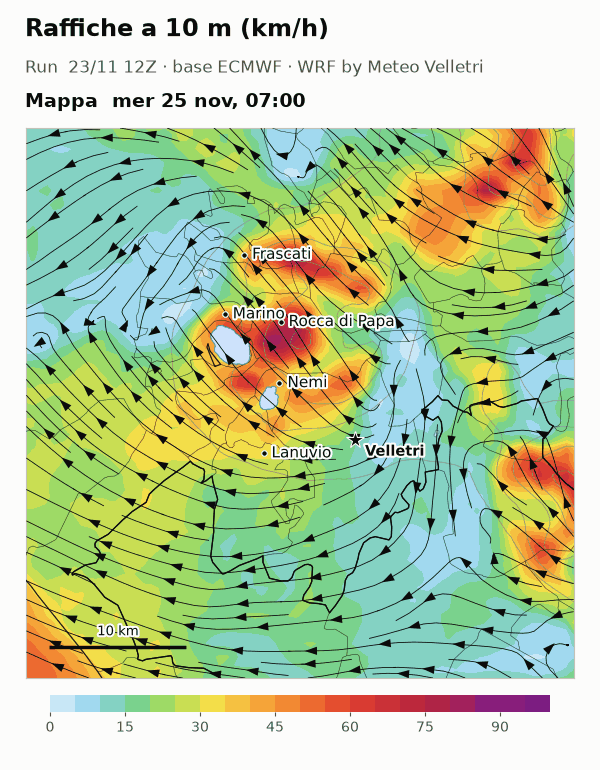 Raffiche a 10 m (km/h)
Run  23/11 12Z · base ECMWF · WRF by Meteo Velletri
Mappa  mer 25 nov, 07:00
Frascati
Marino
Rocca di Papa
Nemi
Velletri
Lanuvio
10 km
0 15 30 45 60 75 90